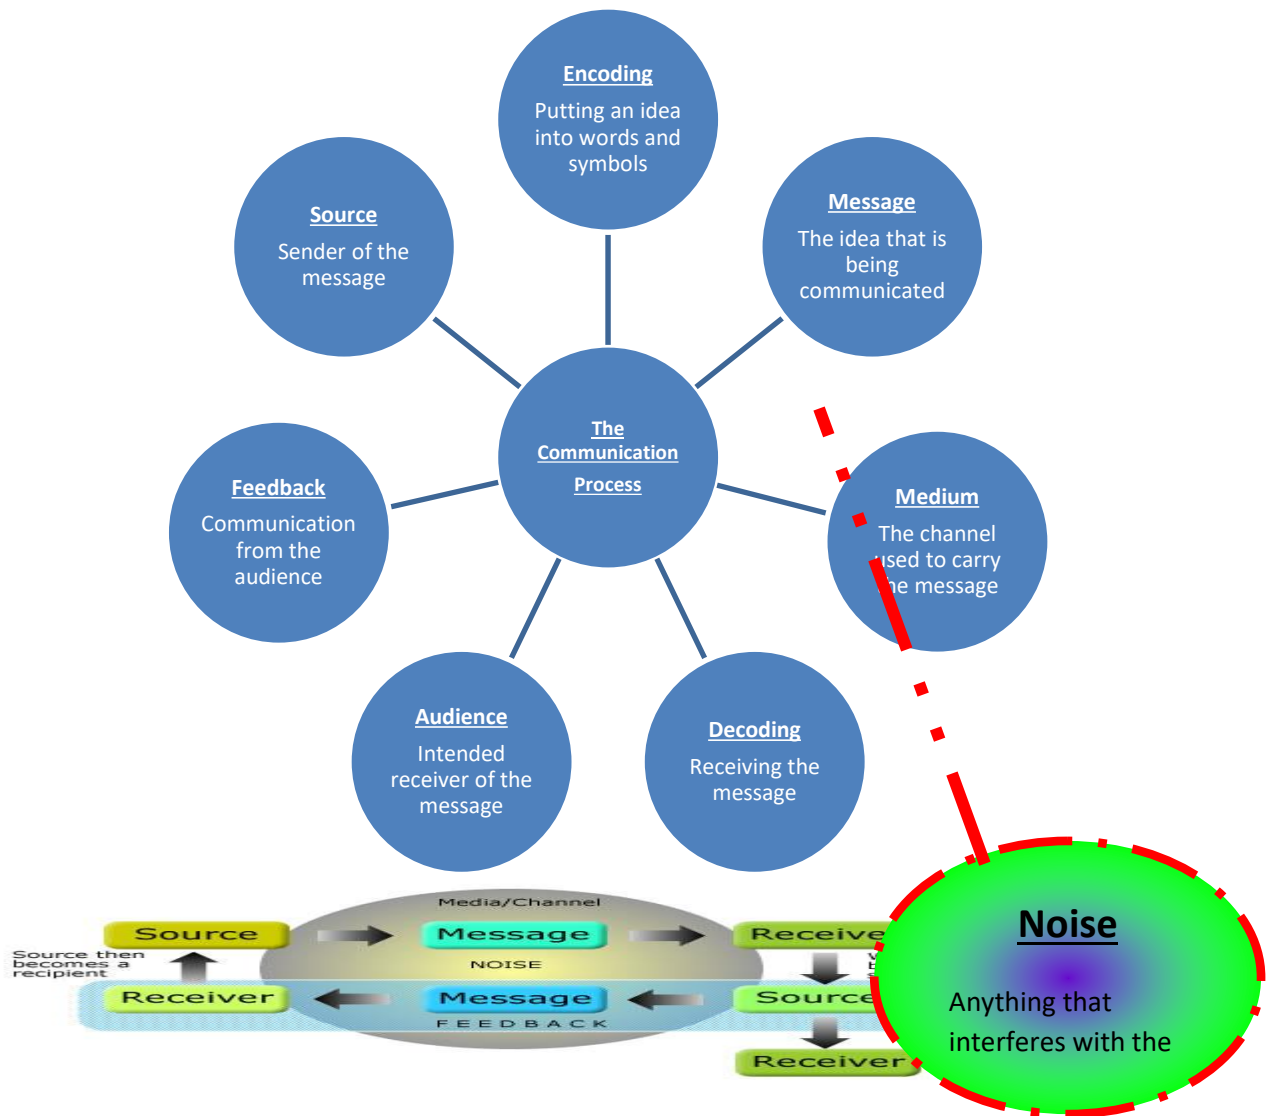 Encoding
Putting an idea
into words and
symbols
Message
The idea that is
being
communicated
Source
Sender of the
message
The
Communication
Process
Medium
The channel
used to carry
the message
Feedback
Communication
from the
audience
Audience
Intended
receiver of the
message
Decoding
Receiving the
message
Media/Channel
Source
Message
Receiver
Source then
becomes a
recipient
NOISE
Receiver
Message
Source
FEEDBACK
Receiver
Noise
Anything that
interferes with the